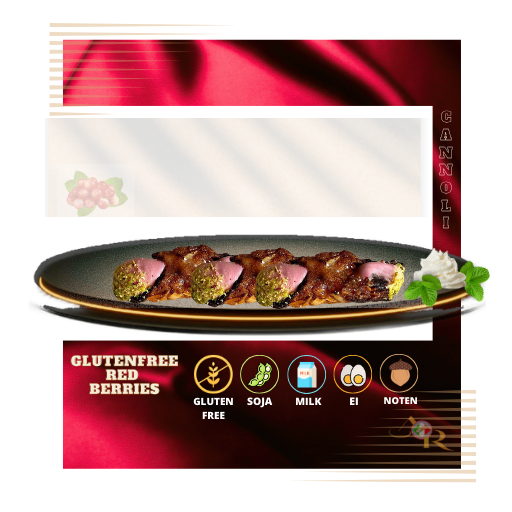 CANNOLI
GLUTENFREE
RED
BERRIES
GLUTEN
FREE
SOJA
MILK
EI
NOTEN